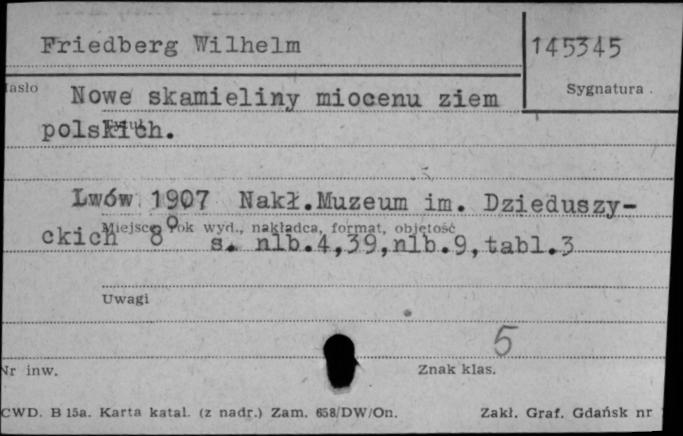 Friedberg Wilhelm
145345
Hasło
Sygnatura
Nowe skamieliny miocenu ziem
polskich.
Tytuł
Lwów 1907 Nakł.Muzeum im. Dzieduszy-
Miejsce, rok wyd., nakładca, format, objętość
ckich 8° s. nlb.4,39,nlb.9,tabl.3
Uwagi
5
Nr inw.
Znak klas.
CWD. B 15a. Karta katal. (z nadr.) Zam. 658/DW/On.
Zakł. Graf. Gdańsk nr